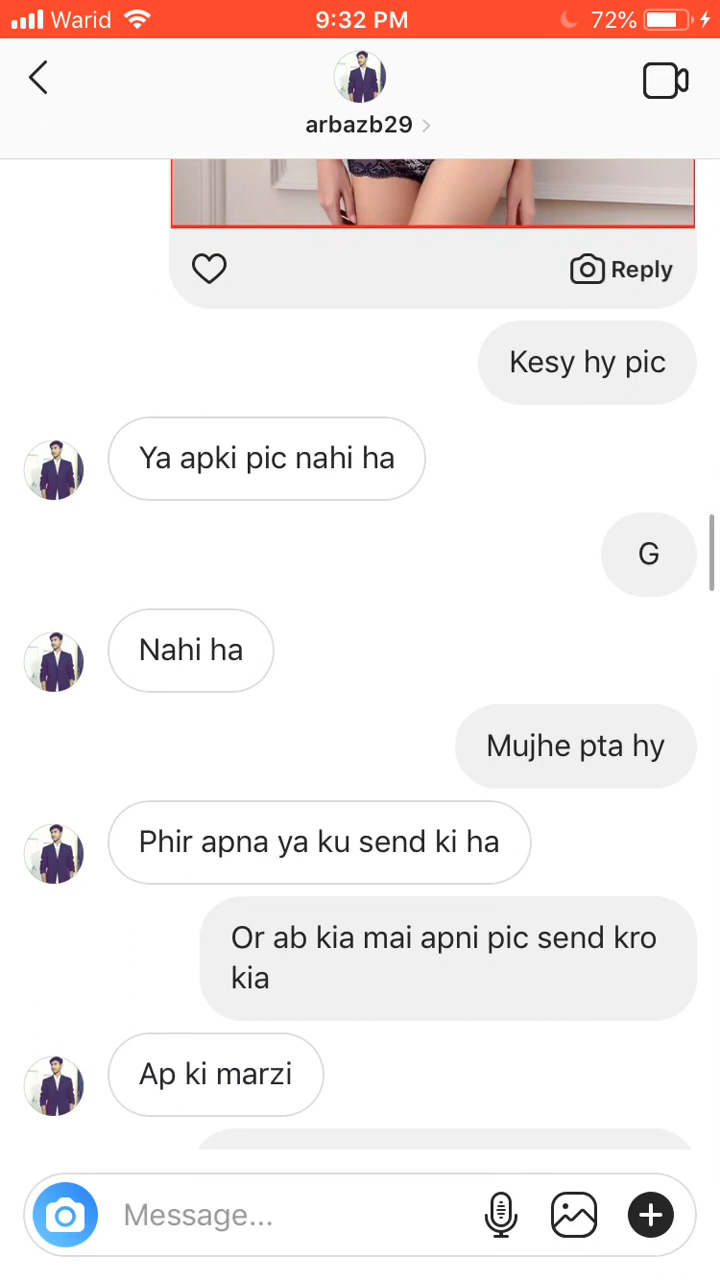 Warid 9:32 PM 72%
arbazb29
Reply
Kesy hy pic
Ya apki pic nahi ha
G
Nahi ha
Mujhe pta hy
Phir apna ya ku send ki ha
Or ab kia mai apni pic send kro
kia
Ap ki marzi
Message...